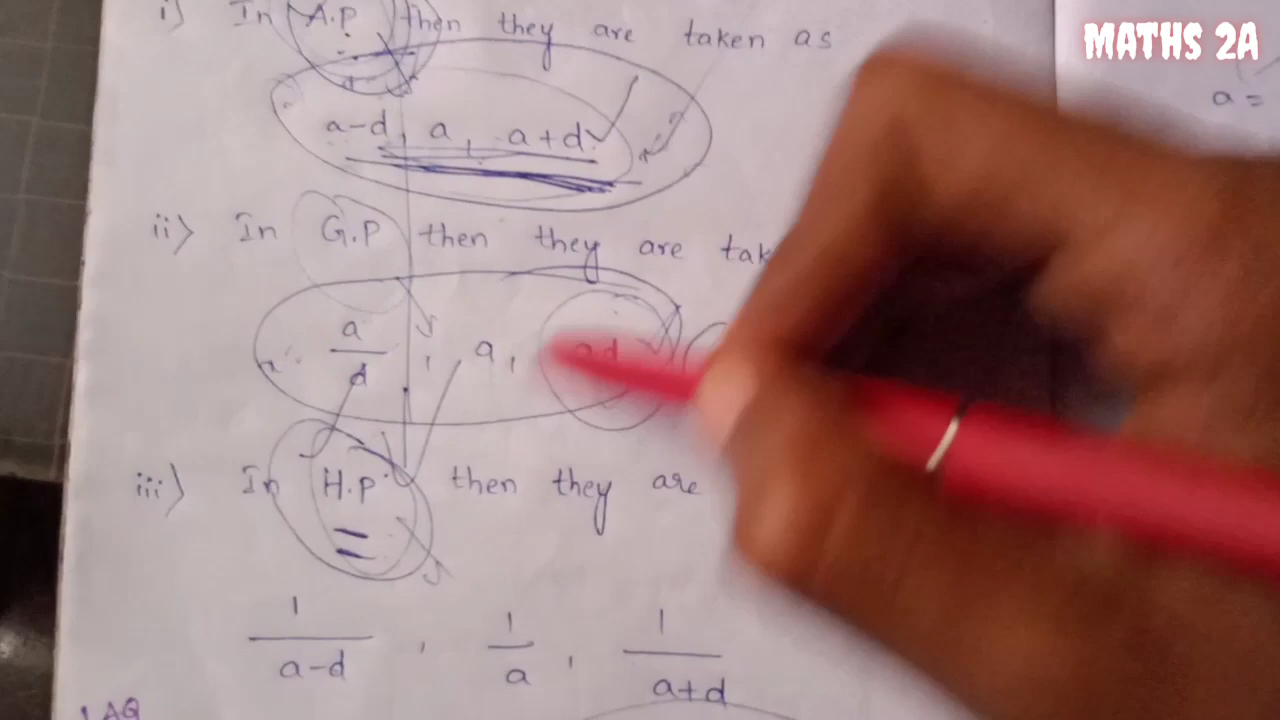 MATHS 2A
i) In A.P then they are taken as
a =
a-d, a, a+d
ii) In G.P then they are tak
a/d, a, ad
iii) In H.P then they are
1/(a-d), 1/a, 1/(a+d)
LAQ